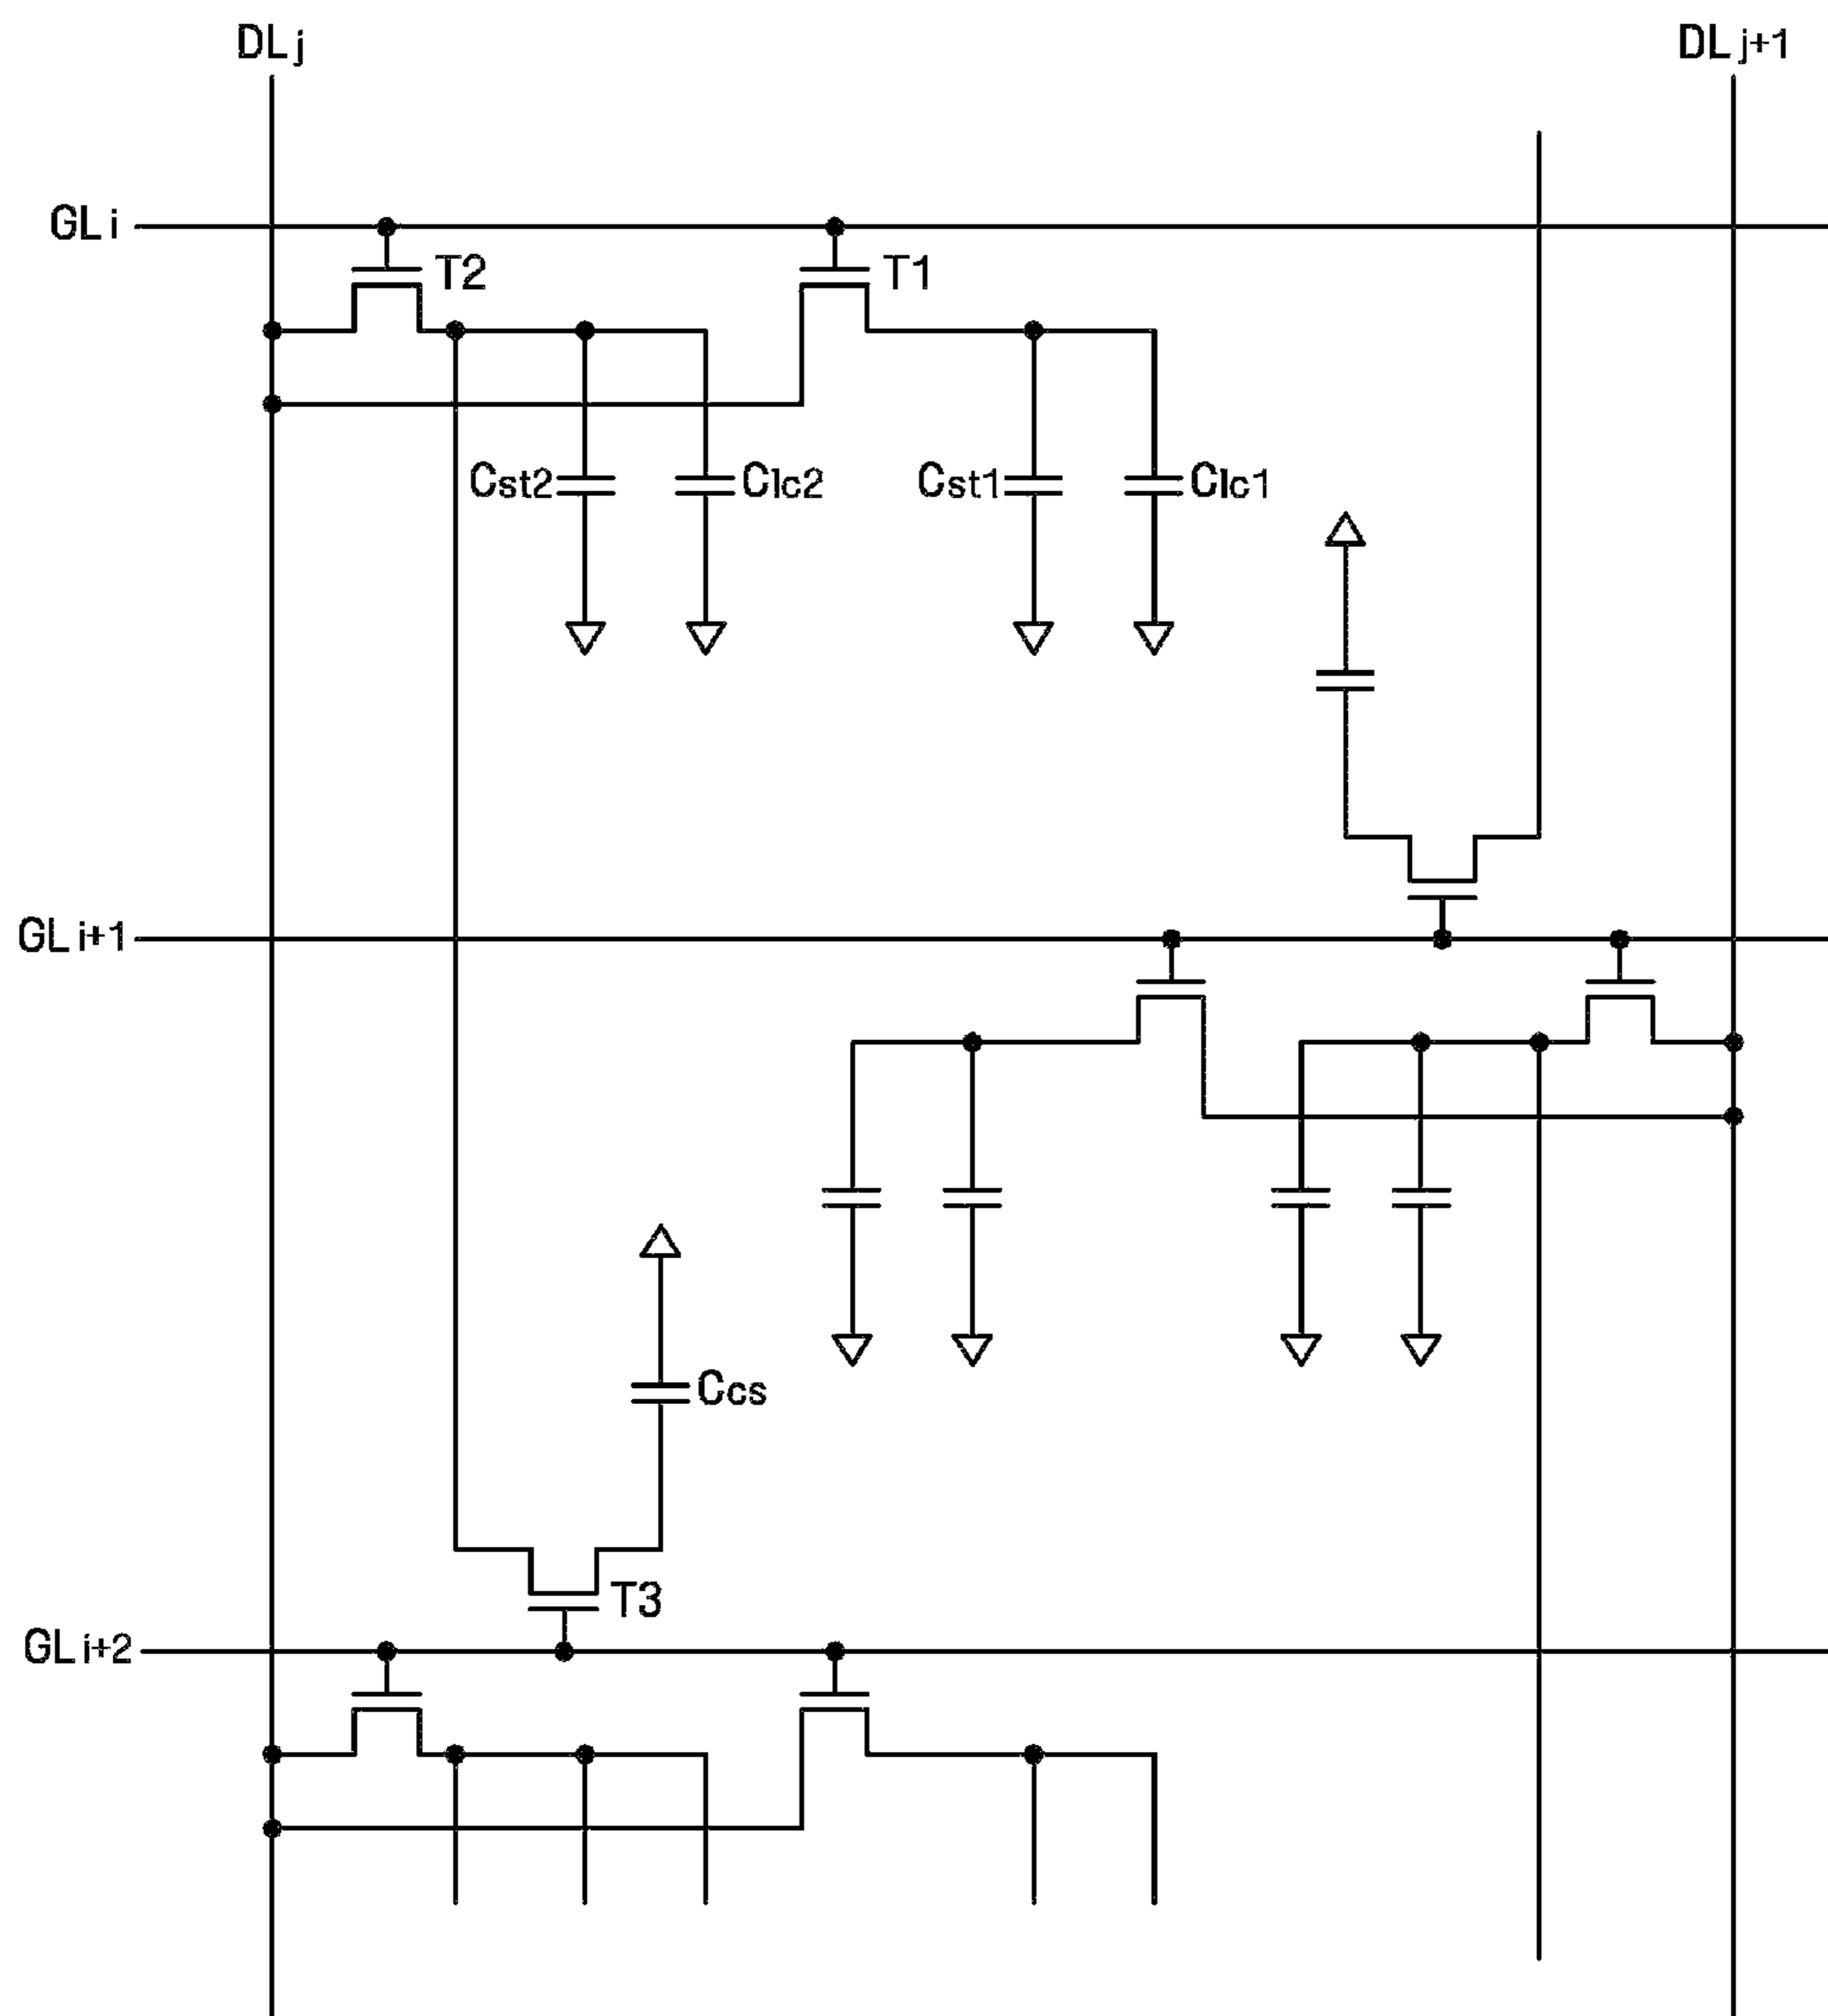 DLj
DLj+1
GLi
T2
T1
Cst2
Clc2
Cst1
Clc1
GLi+1
Ccs
T3
GLi+2